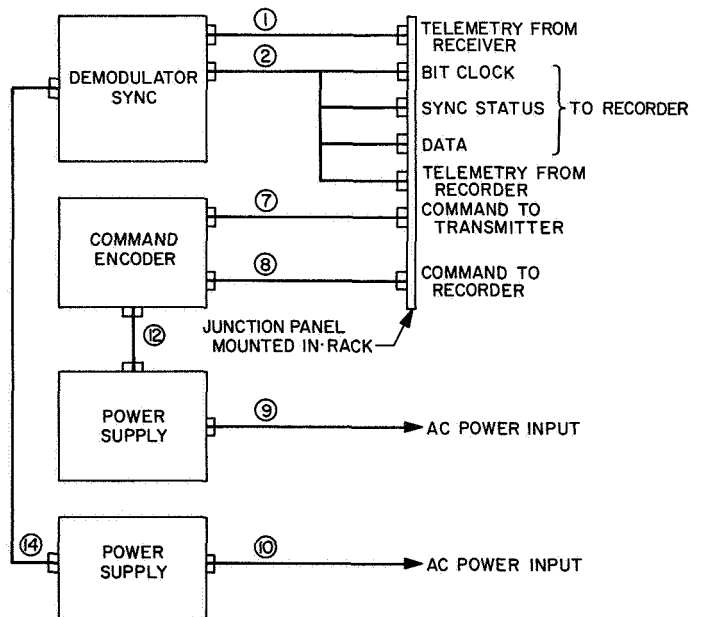 ①
TELEMETRY FROM
RECEIVER
DEMODULATOR
SYNC
②
BIT CLOCK
SYNC STATUS
TO RECORDER
DATA
TELEMETRY FROM
RECORDER
COMMAND
ENCODER
⑦
COMMAND TO
TRANSMITTER
⑧
COMMAND TO
RECORDER
⑫
JUNCTION PANEL
MOUNTED IN·RACK
POWER
SUPPLY
⑨
AC POWER INPUT
⑭
POWER
SUPPLY
⑩
AC POWER INPUT